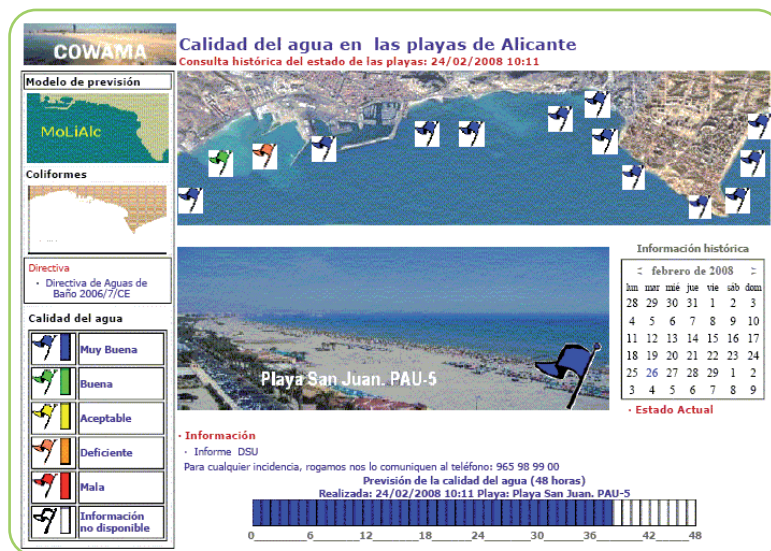 COWAMA
Calidad del agua en las playas de Alicante
Consulta histórica del estado de las playas: 24/02/2008 10:11
Modelo de previsión
MoLiAlc
Coliformes
Directiva
· Directiva de Aguas de
Baño 2006/7/CE
Calidad del agua
Muy Buena
Buena
Aceptable
Deficiente
Mala
Información
no disponible
Playa San Juan. PAU-5
Información histórica
febrero de 2008
lun mar mié jue vie sáb dom
28 29 30 31 1 2 3
4 5 6 7 8 9 10
11 12 13 14 15 16 17
18 19 20 21 22 23 24
25 26 27 28 29 1 2
3 4 5 6 7 8 9
· Estado Actual
· Información
· Informe DSU
Para cualquier incidencia, rogamos nos lo comuniquen al teléfono: 965 98 99 00
Previsión de la calidad del agua (48 horas)
Realizada: 24/02/2008 10:11 Playa: Playa San Juan. PAU-5
0 6 12 18 24 30 36 42 48